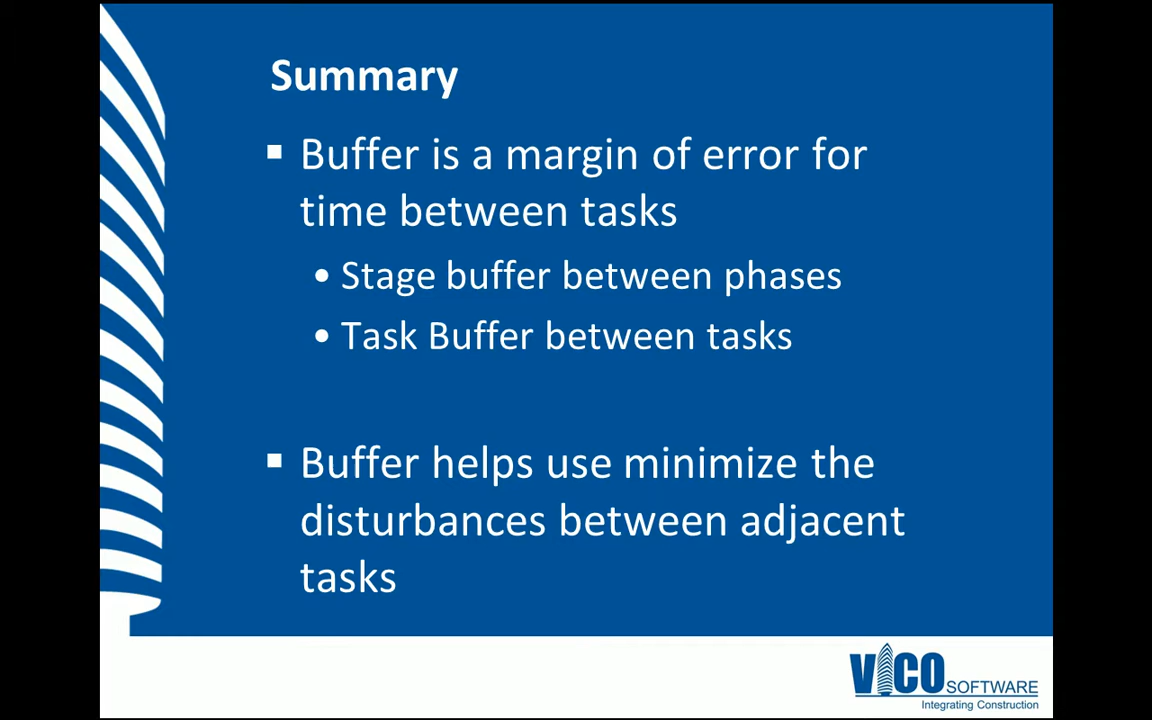 Summary
Buffer is a margin of error for
time between tasks
• Stage buffer between phases
• Task Buffer between tasks
Buffer helps use minimize the
disturbances between adjacent
tasks
VICO SOFTWARE
Integrating Construction